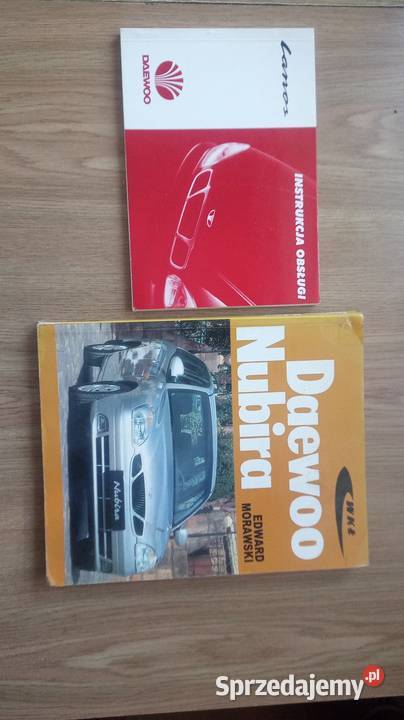 Lanos
DAEWOO
INSTRUKCJA OBSŁUGI
Daewoo
Nubira
WKŁ
EDWARD
MORAWSKI
Nubira
Sprzedajemy.pl